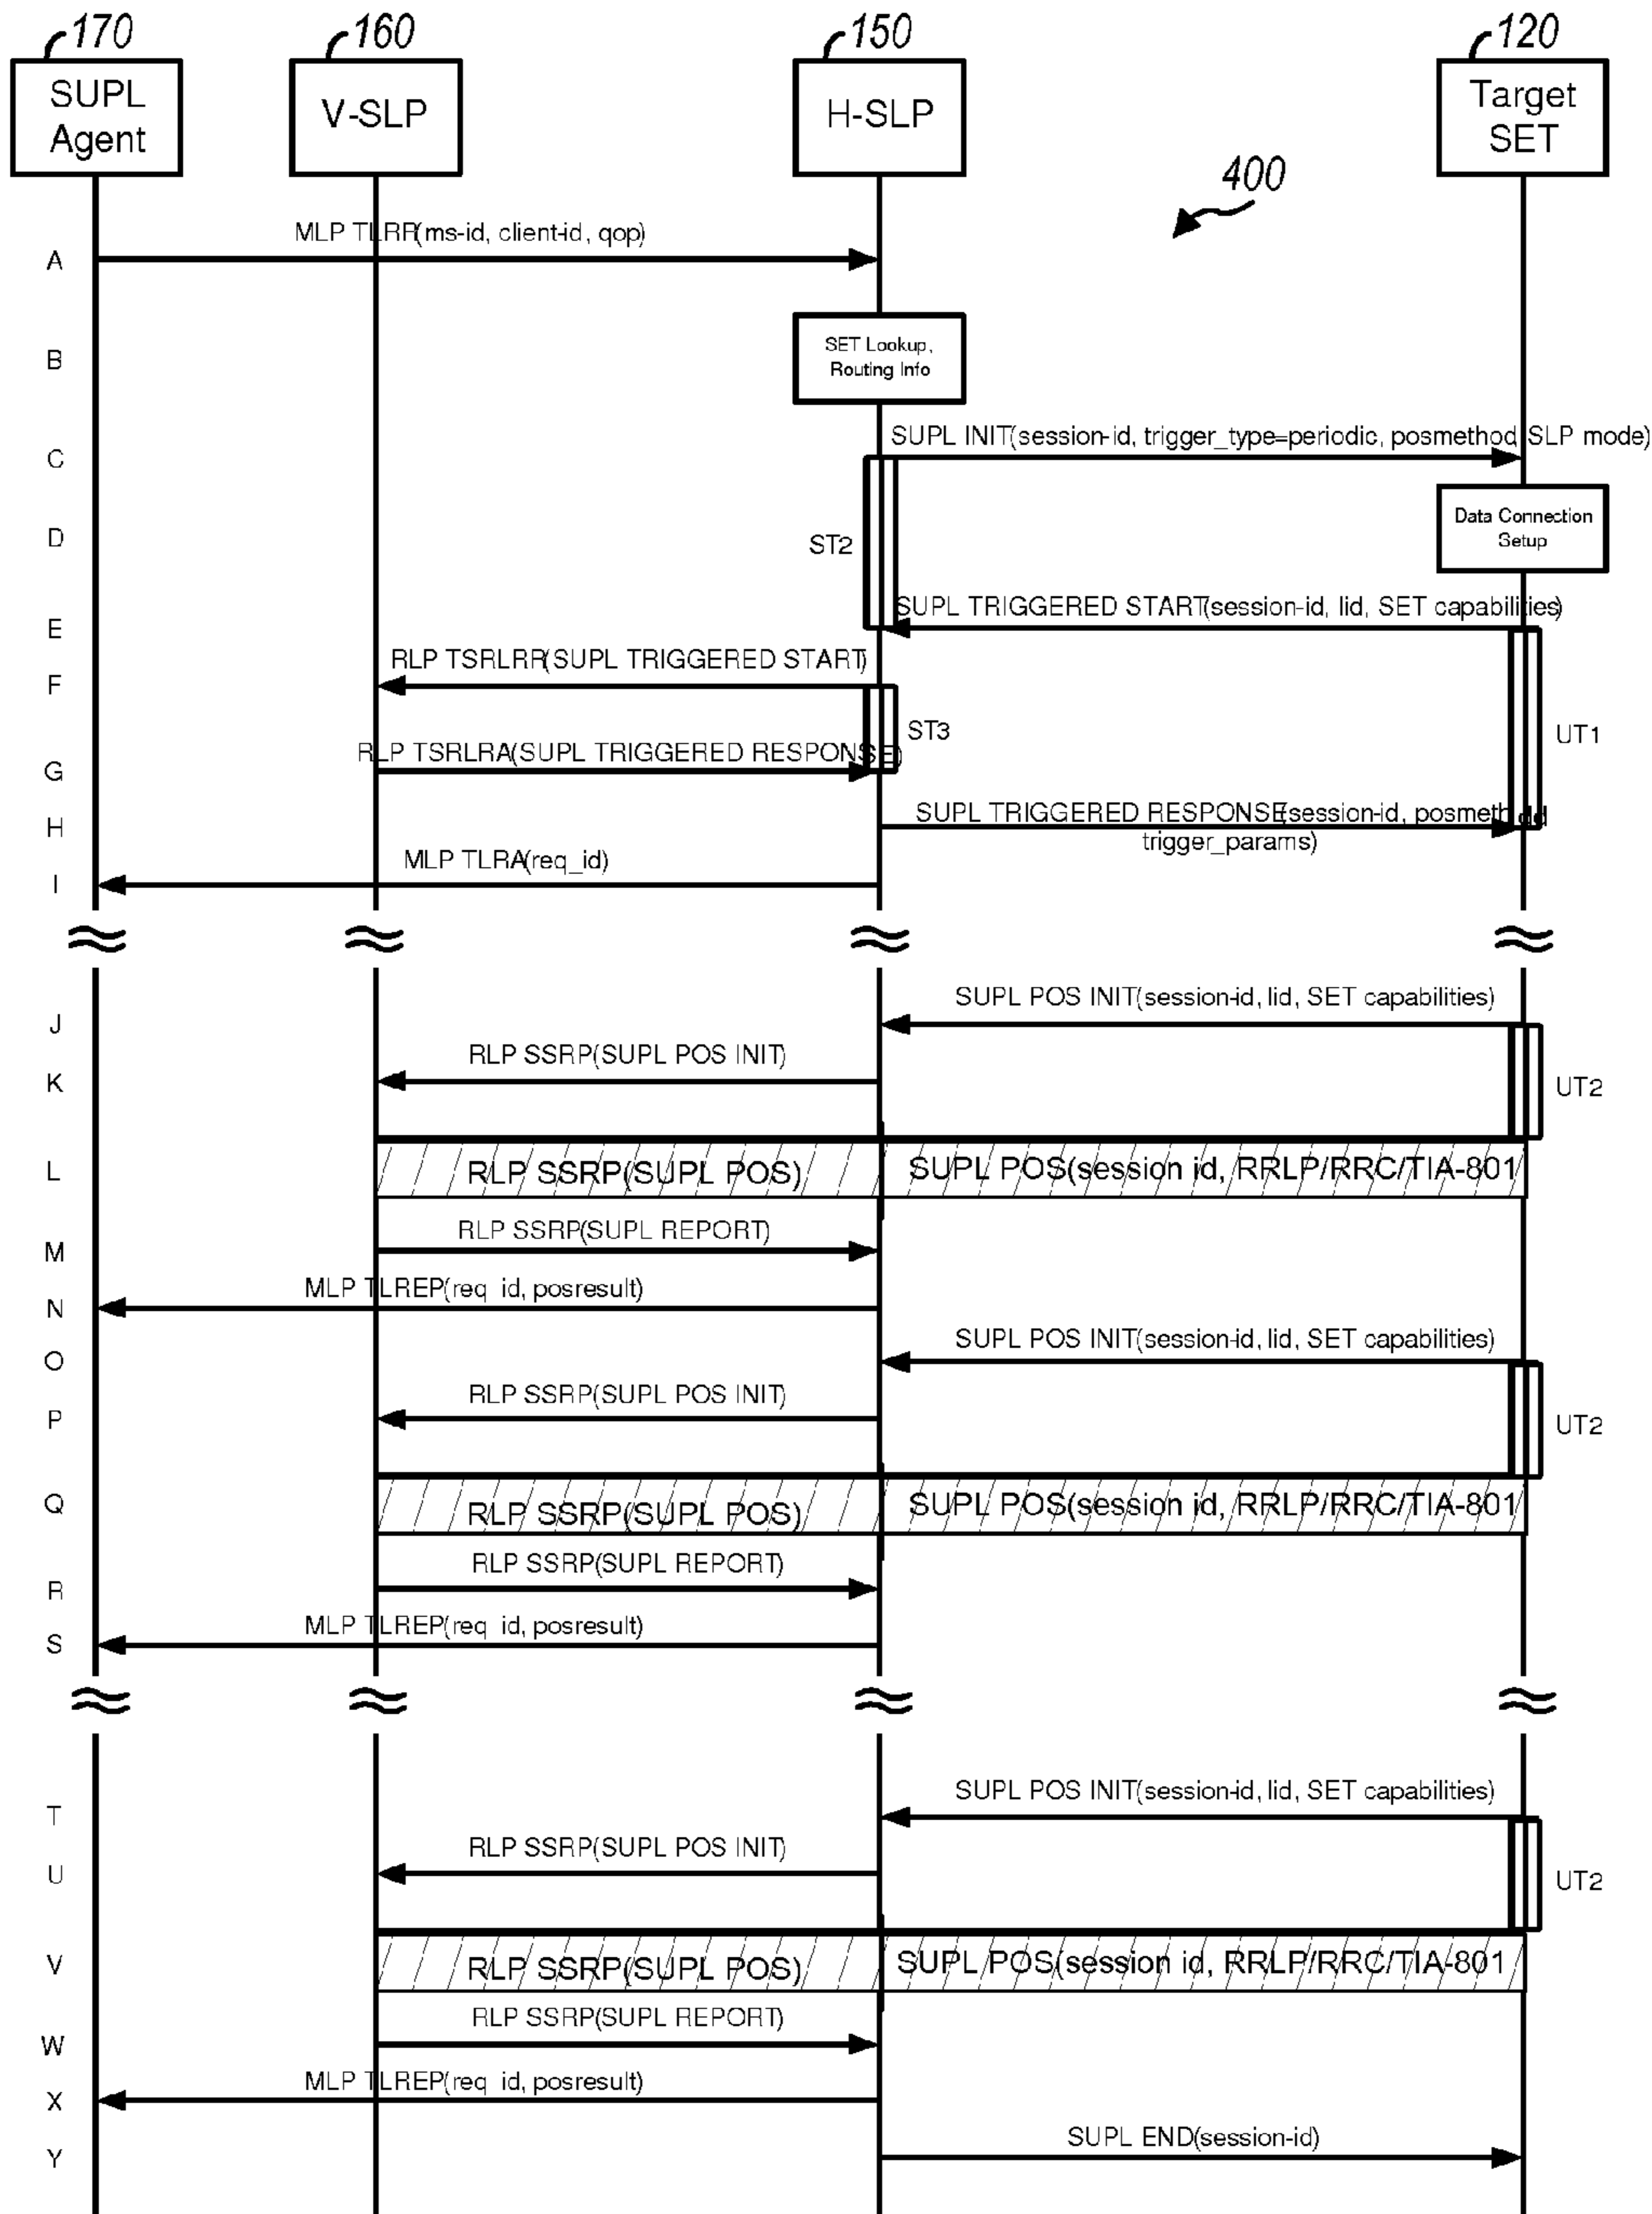 170
160
150
120
SUPL
Agent
V-SLP
H-SLP
Target
SET
400
MLP TLRR(ms-id, client-id, qop)
A
B
SET Lookup,
Routing Info
SUPL INIT(session-id, trigger_type=periodic, posmethod, SLP mode)
C
Data Connection
Setup
D
ST2
SUPL TRIGGERED START(session-id, lid, SET capabilities)
E
RLP TSRLRR(SUPL TRIGGERED START)
F
ST3
UT1
RLP TSRLRA(SUPL TRIGGERED RESPONSE)
G
SUPL TRIGGERED RESPONSE(session-id, posmethod
trigger_params)
H
MLP TLRA(req_id)
I
SUPL POS INIT(session-id, lid, SET capabilities)
J
RLP SSRP(SUPL POS INIT)
K
UT2
L
RLP SSRP(SUPL POS)
SUPL POS(session id, RRLP/RRC/TIA-801
RLP SSRP(SUPL REPORT)
M
MLP TLREP(req_id, posresult)
N
SUPL POS INIT(session-id, lid, SET capabilities)
O
RLP SSRP(SUPL POS INIT)
P
UT2
Q
RLP SSRP(SUPL POS)
SUPL POS(session id, RRLP/RRC/TIA-801
RLP SSRP(SUPL REPORT)
R
MLP TLREP(req_id, posresult)
S
SUPL POS INIT(session-id, lid, SET capabilities)
T
RLP SSRP(SUPL POS INIT)
U
UT2
V
RLP SSRP(SUPL POS)
SUPL POS(session id, RRLP/RRC/TIA-801
RLP SSRP(SUPL REPORT)
W
MLP TLREP(req_id, posresult)
X
SUPL END(session-id)
Y